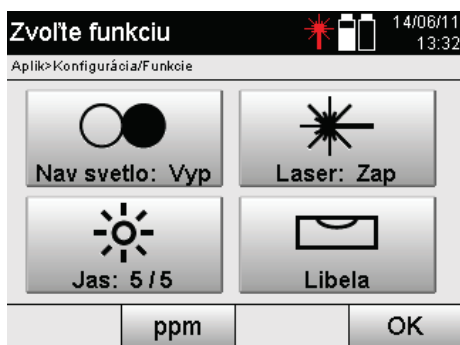 Zvoľte funkciu
14/06/11
13:32
Aplik>Konfigurácia/Funkcie
Nav svetlo: Vyp
Laser: Zap
Jas: 5/5
Libela
ppm
OK